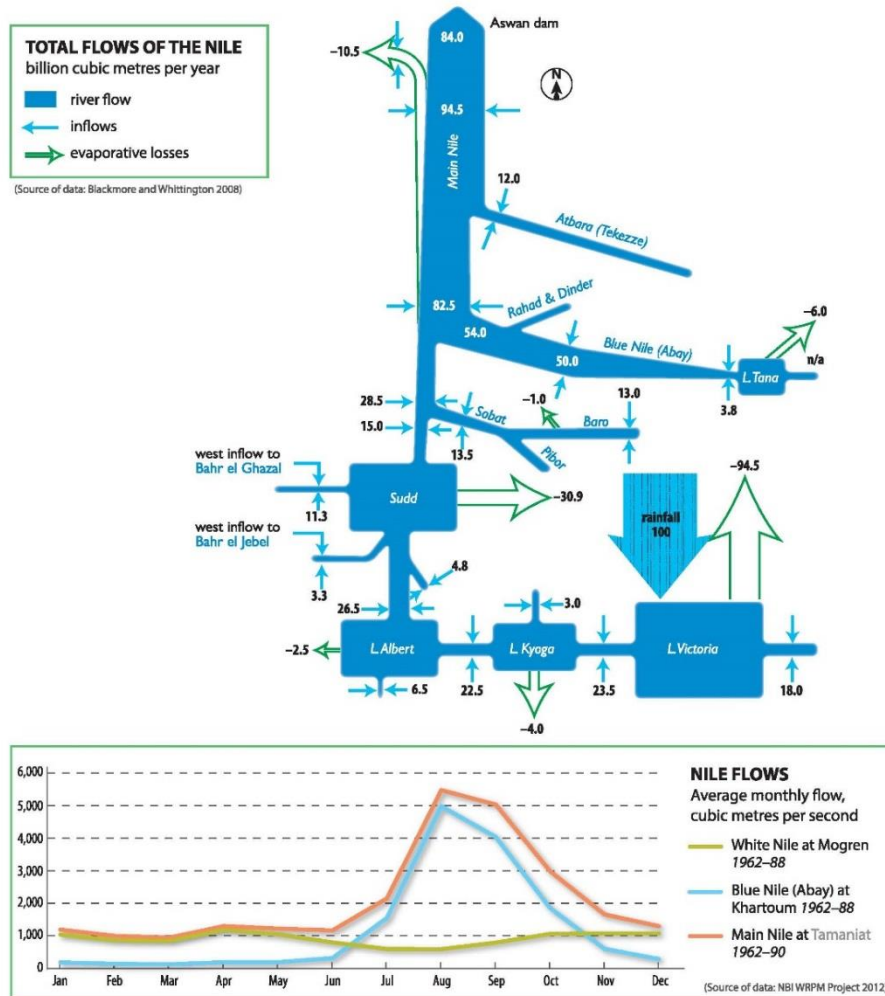 TOTAL FLOWS OF THE NILE
billion cubic metres per year
river flow
inflows
evaporative losses
(Source of data: Blackmore and Whittington 2008)
Aswan dam
84.0
–10.5
N
94.5
Main Nile
12.0
Atbara (Tekezze)
82.5
Rahad & Dinder
54.0
Blue Nile (Abay)
50.0
–6.0
n/a
L.Tana
3.8
28.5
15.0
Sobat
13.5
–1.0
Baro
13.0
Pibor
west inflow to
Bahr el Ghazal
11.3
Sudd
–30.9
rainfall
100
–94.5
west inflow to
Bahr el Jebel
3.3
4.8
26.5
3.0
–2.5
L.Albert
L. Kyoga
L.Victoria
6.5
22.5
23.5
18.0
–4.0
6,000
5,000
4,000
3,000
2,000
1,000
0
Jan Feb Mar Apr May Jun Jul Aug Sep Oct Nov Dec
NILE FLOWS
Average monthly flow,
cubic metres per second
White Nile at Mogren
1962–88
Blue Nile (Abay) at
Khartoum 1962–88
Main Nile at Tamaniat
1962–90
(Source of data: NBI WRPM Project 2012)